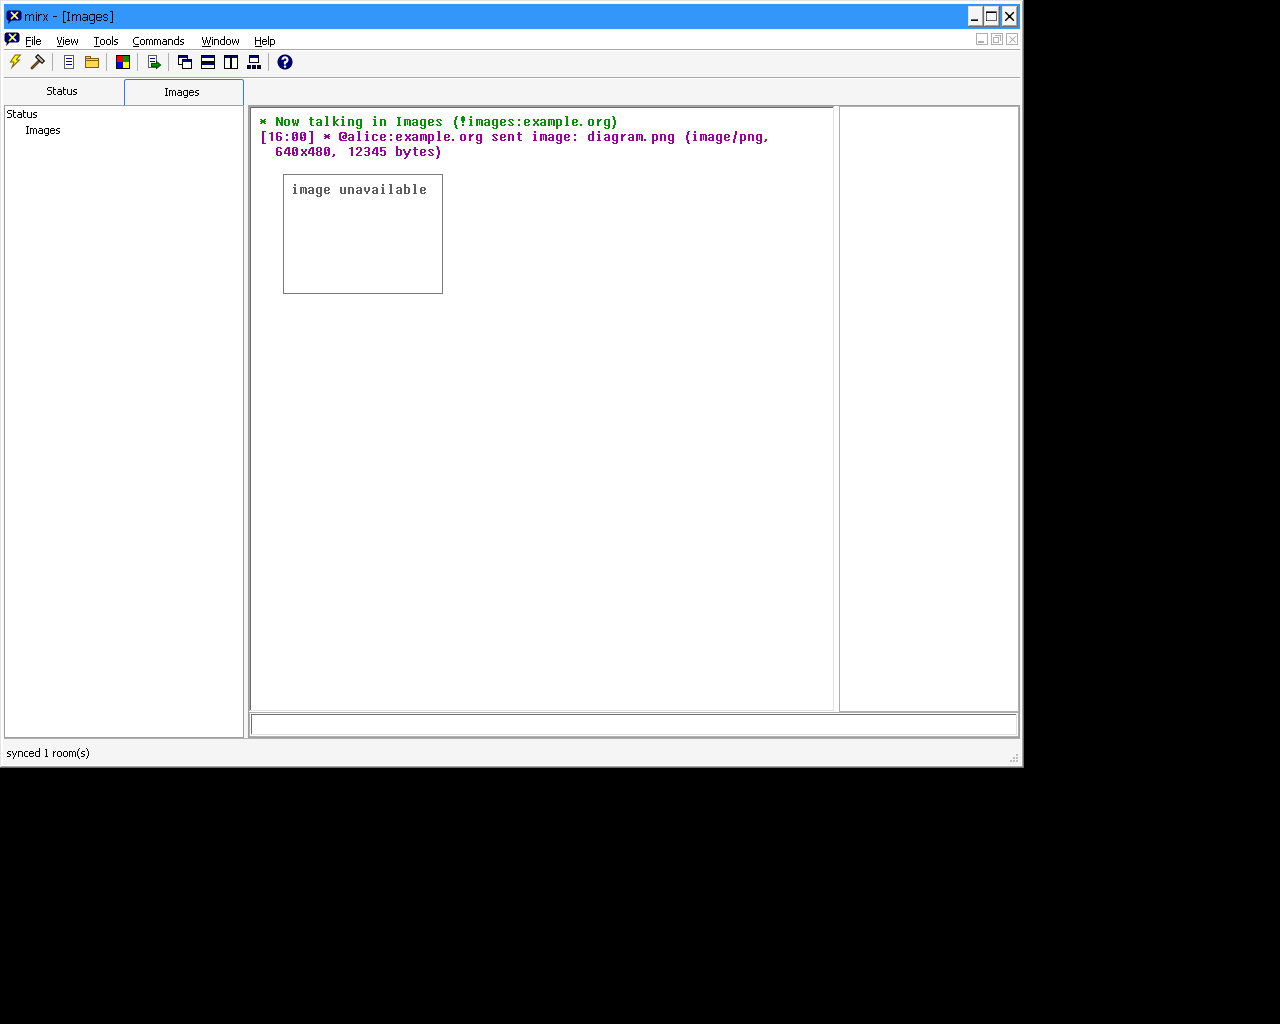 mirx - [Images]
File View Tools Commands Window Help
Status Images
Status
Images
* Now talking in Images (!images:example.org)
[16:00] * @alice:example.org sent image: diagram.png (image/png,
640x480, 12345 bytes)
image unavailable
synced 1 room(s)